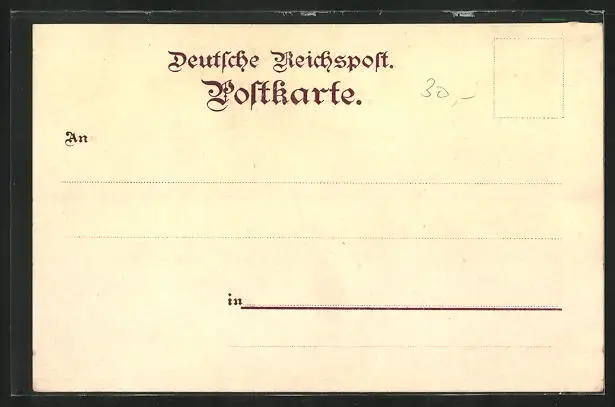 Deutsche Reichspost.
Postkarte.
30,-
An
in